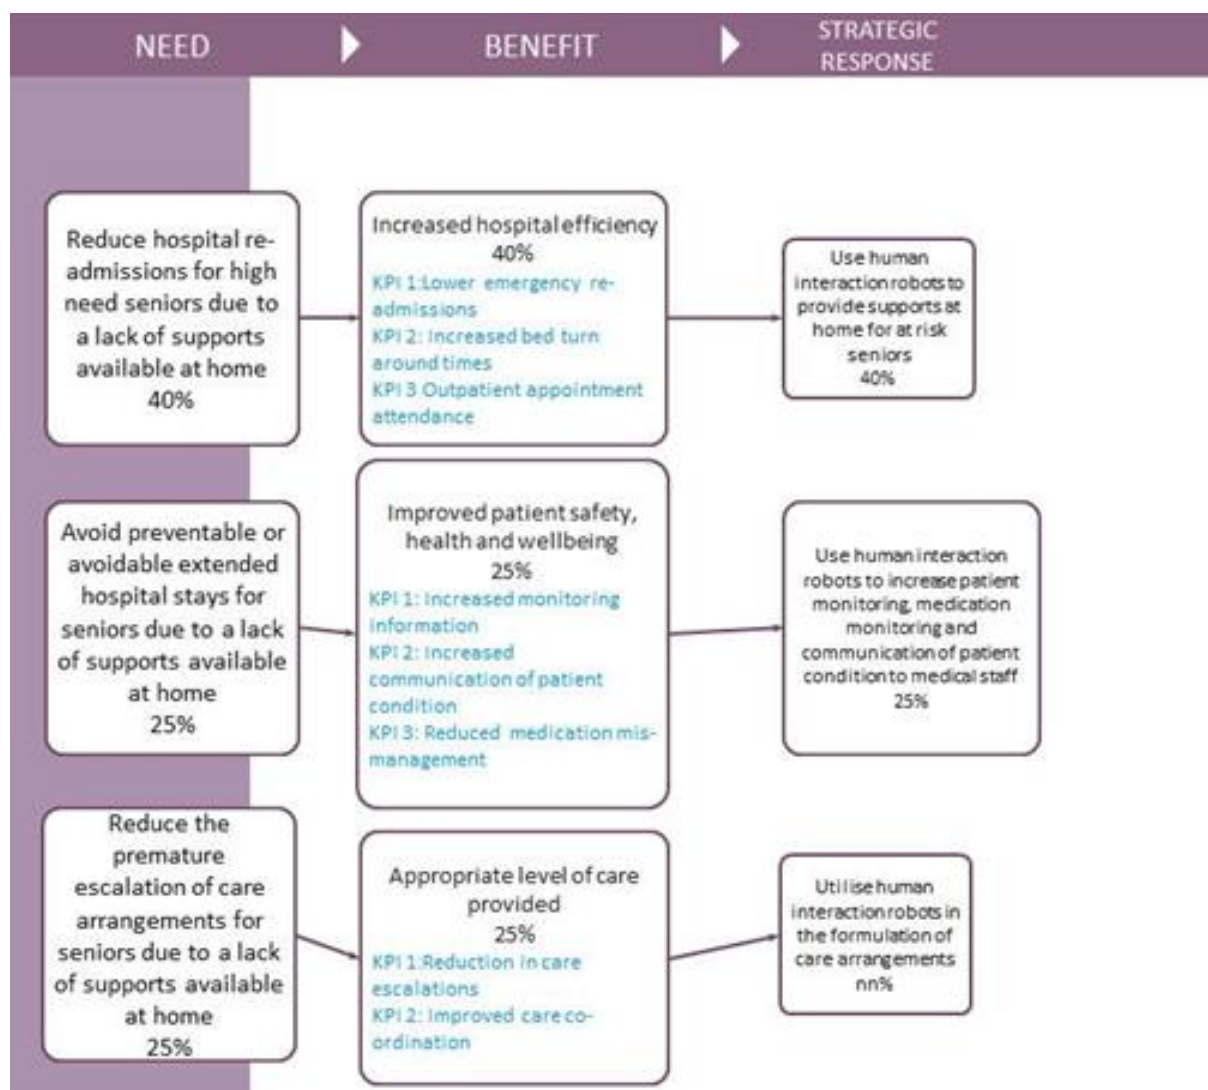 NEED
BENEFIT
STRATEGIC
RESPONSE
Reduce hospital re-
admissions for high
need seniors due to
a lack of supports
available at home
40%
Increased hospital efficiency
40%
KPI 1:Lower emergency re-
admissions
KPI 2: Increased bed turn
around times
KPI 3 Outpatient appointment
attendance
Use human
interaction robots to
provide supports at
home for at risk
seniors
40%
Avoid preventable or
avoidable extended
hospital stays for
seniors due to a lack
of supports available
at home
25%
Improved patient safety,
health and wellbeing
25%
KPI 1: Increased monitoring
information
KPI 2: Increased
communication of patient
condition
KPI 3: Reduced medication mis-
management
Use human interaction
robots to increase patient
monitoring, medication
monitoring and
communication of patient
condition to medical staff
25%
Reduce the
premature
escalation of care
arrangements for
seniors due to a lack
of supports available
at home
25%
Appropriate level of care
provided
25%
KPI 1:Reduction in care
escalations
KPI 2: Improved care co-
ordination
Utilise human
interaction robots in
the formulation of
care arrangements
nn%